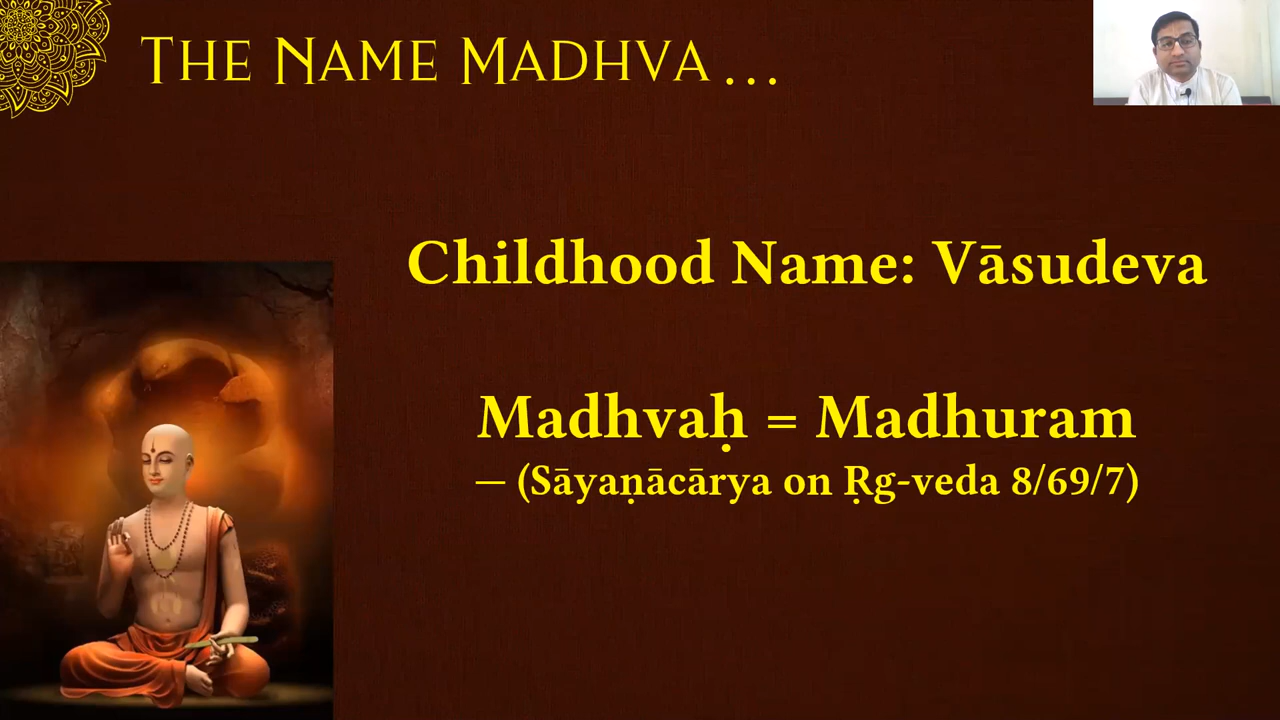 The Name Madhva...
Childhood Name: Vāsudeva
Madhvaḥ = Madhuram
— (Sāyaṇācārya on Ṛg-veda 8/69/7)